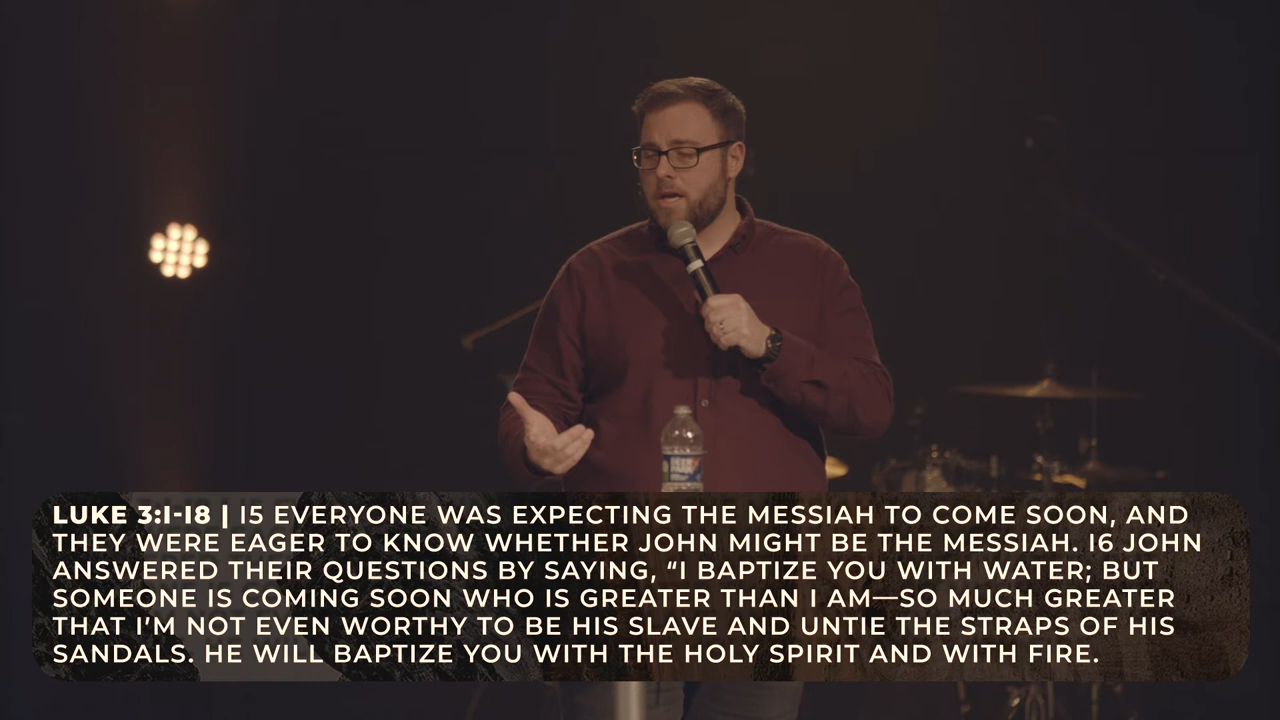 LUKE 3:1-18 | 15 EVERYONE WAS EXPECTING THE MESSIAH TO COME SOON, AND
THEY WERE EAGER TO KNOW WHETHER JOHN MIGHT BE THE MESSIAH. 16 JOHN
ANSWERED THEIR QUESTIONS BY SAYING, “I BAPTIZE YOU WITH WATER; BUT
SOMEONE IS COMING SOON WHO IS GREATER THAN I AM—SO MUCH GREATER
THAT I’M NOT EVEN WORTHY TO BE HIS SLAVE AND UNTIE THE STRAPS OF HIS
SANDALS. HE WILL BAPTIZE YOU WITH THE HOLY SPIRIT AND WITH FIRE.